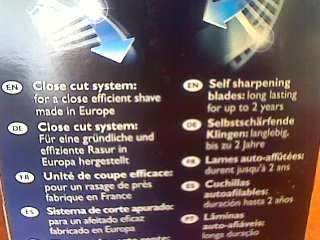 EN Close cut system:
for a close efficient shave
made in Europe
DE Close cut system:
Für eine gründliche und
effiziente Rasur in
Europa hergestellt
FR Unité de coupe efficace:
pour un rasage de près
fabriqué en France
ES Sistema de corte apurado:
para un afeitado eficaz
fabricado en Europa
EN Self sharpening
blades: long lasting
for up to 2 years
DE Selbstschärfende
Klingen: langlebig,
bis zu 2 Jahre
FR Lames auto-affûtées:
durent jusqu'à 2 ans
ES Cuchillas
autoafilables:
duración hasta 2 años
PT Lâminas
auto-afiáveis:
longa duração